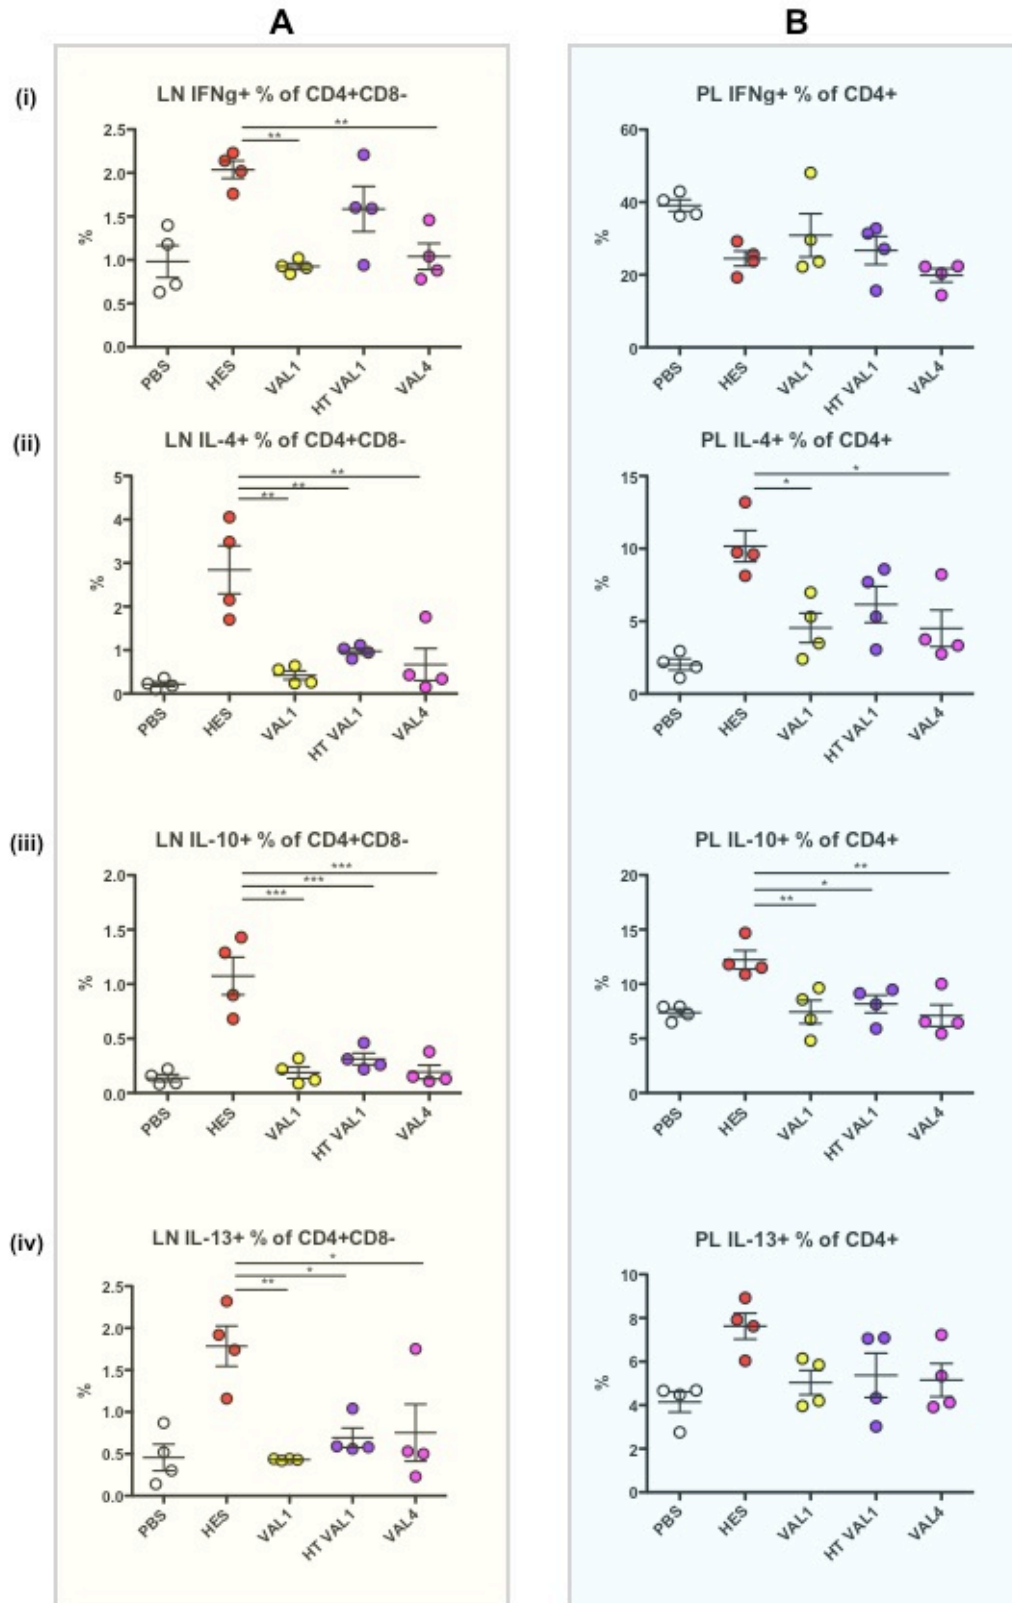 A
B
(i)
LN IFNg+ % of CD4+CD8-
%
2.5
2.0
1.5
1.0
0.5
0.0
**
**
PBS
HES
VAL1
HT VAL1
VAL4
PL IFNg+ % of CD4+
%
60
40
20
0
PBS
HES
VAL1
HT VAL1
VAL4
(ii)
LN IL-4+ % of CD4+CD8-
%
5
4
3
2
1
0
**
**
**
PBS
HES
VAL1
HT VAL1
VAL4
PL IL-4+ % of CD4+
%
15
10
5
0
*
*
PBS
HES
VAL1
HT VAL1
VAL4
(iii)
LN IL-10+ % of CD4+CD8-
%
2.0
1.5
1.0
0.5
0.0
***
***
***
PBS
HES
VAL1
HT VAL1
VAL4
PL IL-10+ % of CD4+
%
20
15
10
5
0
**
*
**
PBS
HES
VAL1
HT VAL1
VAL4
(iv)
LN IL-13+ % of CD4+CD8-
%
2.5
2.0
1.5
1.0
0.5
0.0
*
*
**
PBS
HES
VAL1
HT VAL1
VAL4
PL IL-13+ % of CD4+
%
10
8
6
4
2
0
PBS
HES
VAL1
HT VAL1
VAL4